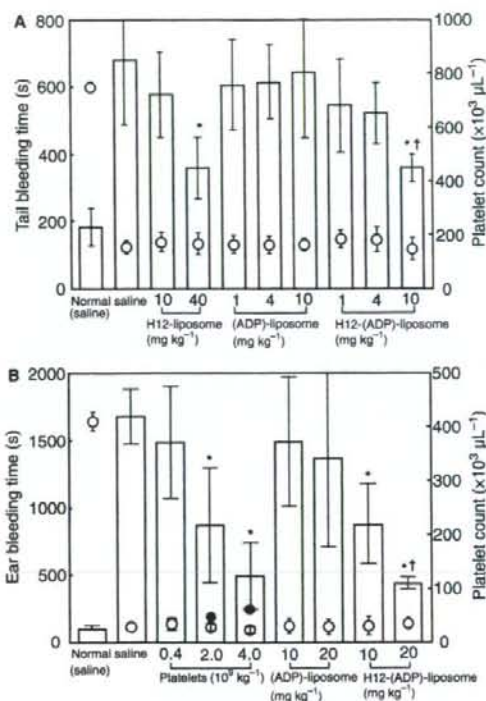 A
Tail bleeding time (s)
800
600
400
200
0
Platelet count (×10³ μL⁻¹)
1000
800
600
400
200
0
* * †
Normal saline 10 40 1 4 10 1 4 10
(saline) H12-liposome (ADP)-liposome H12-(ADP)-liposome
(mg kg⁻¹) (mg kg⁻¹) (mg kg⁻¹)
B
Ear bleeding time (s)
2000
1500
1000
500
0
Platelet count (×10³ μL⁻¹)
500
400
300
200
100
0
* * * * †
Normal saline 0.4 2.0 4.0 10 20 10 20
(saline) Platelets (10⁹ kg⁻¹) (ADP)-liposome H12-(ADP)-liposome
(mg kg⁻¹) (mg kg⁻¹)